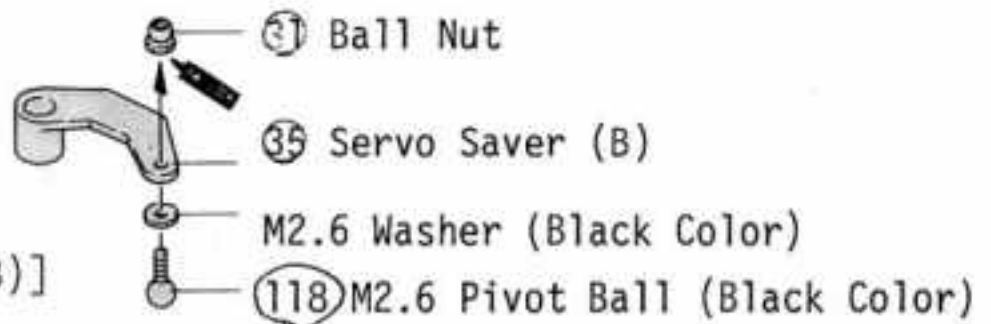 ㉛ Ball Nut
㉟ Servo Saver (B)
M2.6 Washer (Black Color)
)]
(118) M2.6 Pivot Ball (Black Color)